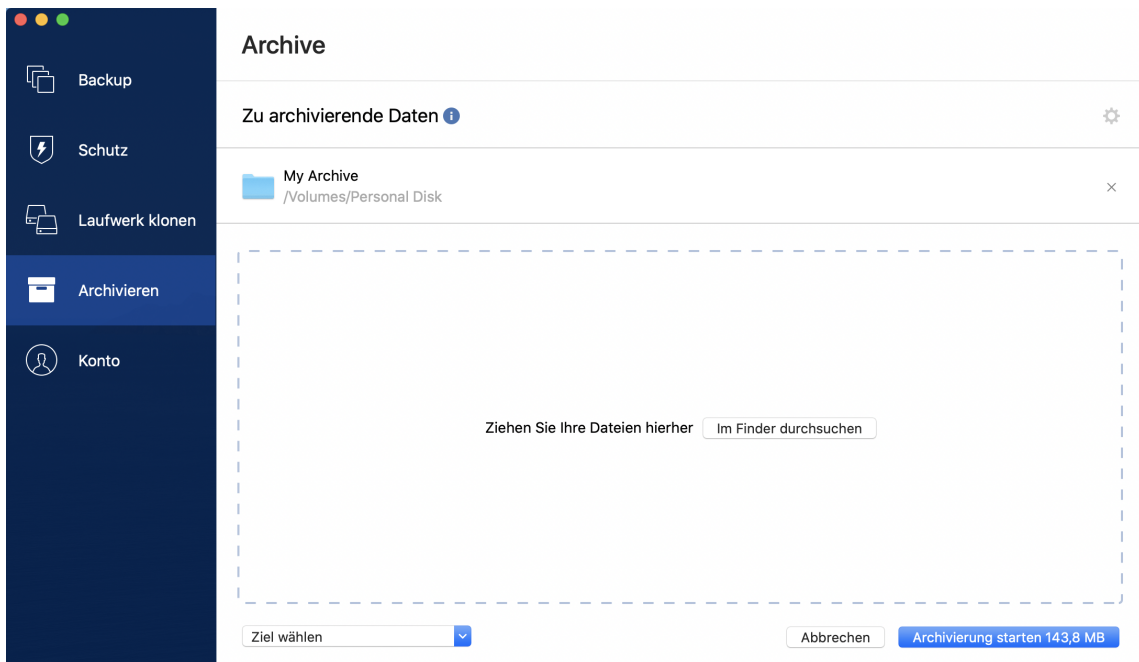 Archive
Backup
Schutz
Laufwerk klonen
Archivieren
Konto
Zu archivierende Daten
My Archive
/Volumes/Personal Disk
Ziehen Sie Ihre Dateien hierher
Im Finder durchsuchen
Ziel wählen
Abbrechen
Archivierung starten 143,8 MB